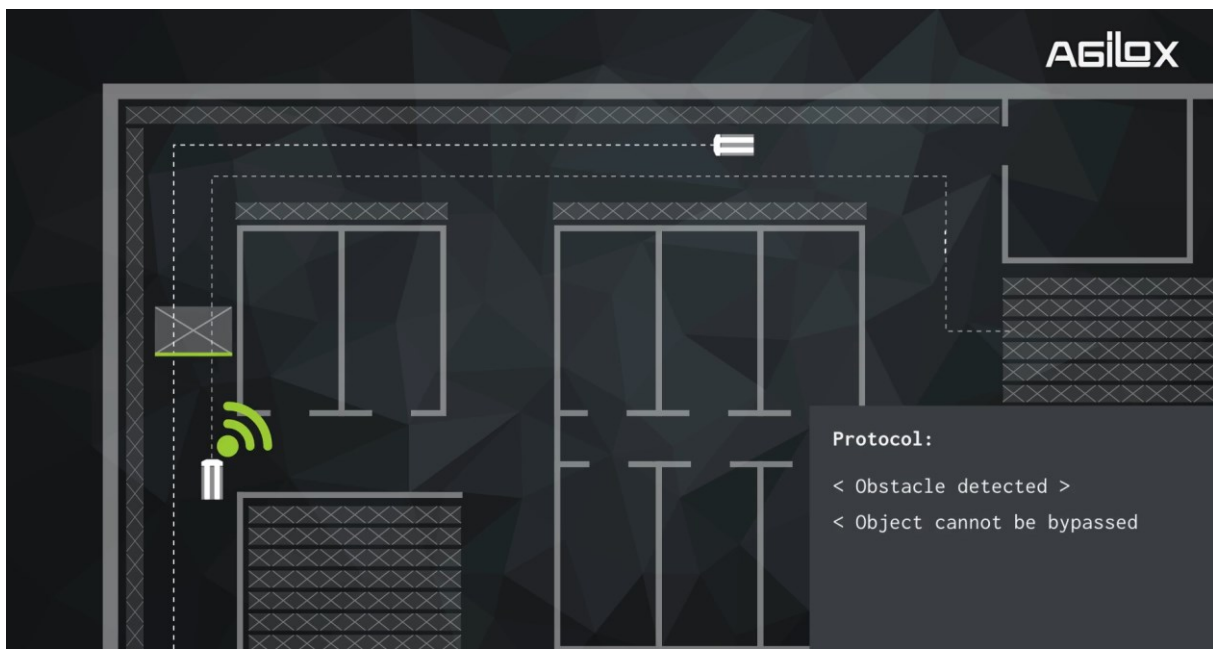 AGILOX
Protocol:
< Obstacle detected >
< Object cannot be bypassed